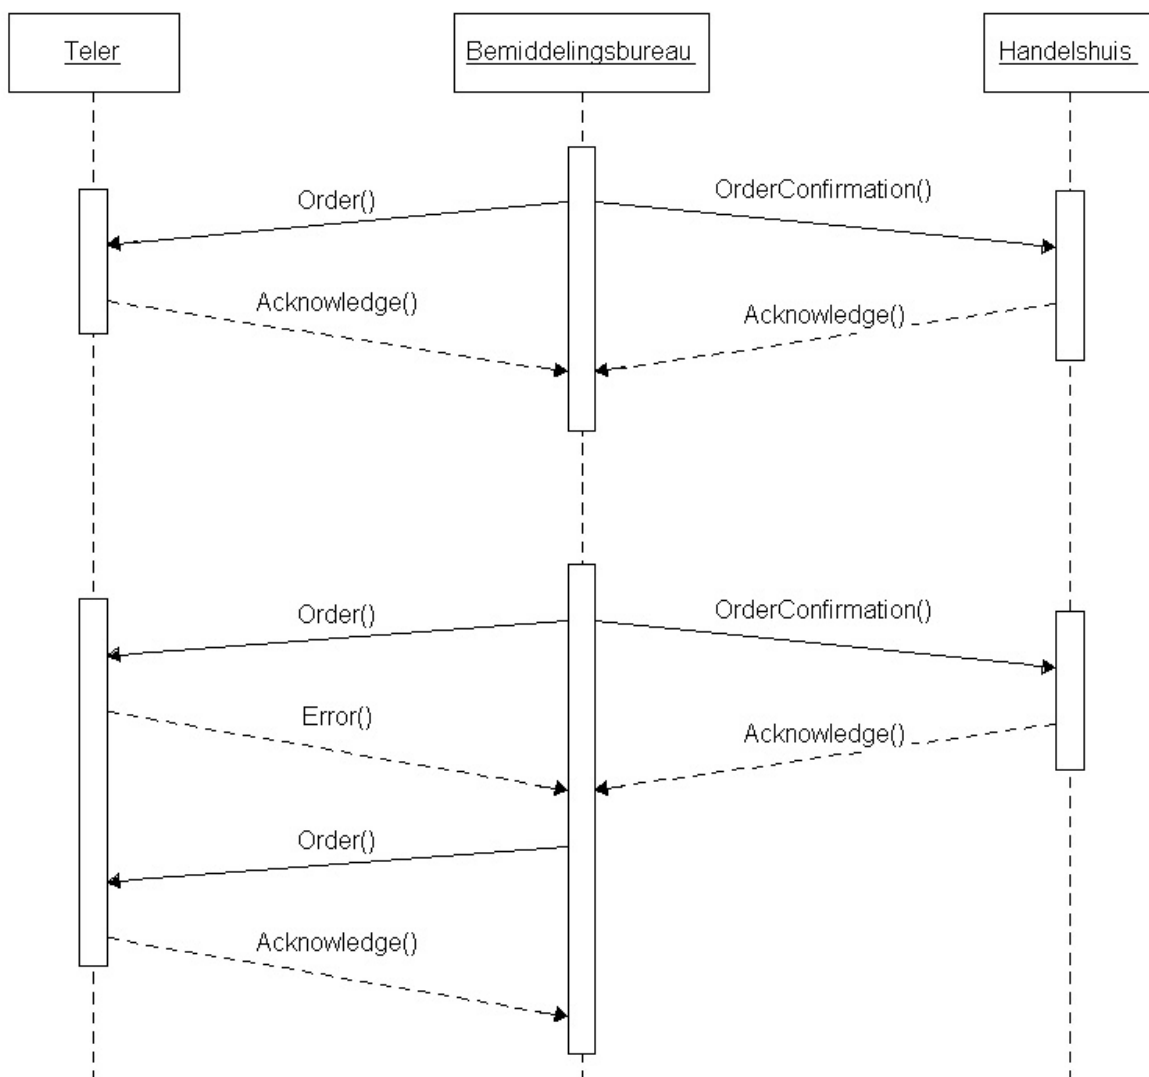 Teler
Bemiddelingsbureau
Handelshuis
Order()
OrderConfirmation()
Acknowledge()
Acknowledge()
Order()
OrderConfirmation()
Error()
Acknowledge()
Order()
Acknowledge()